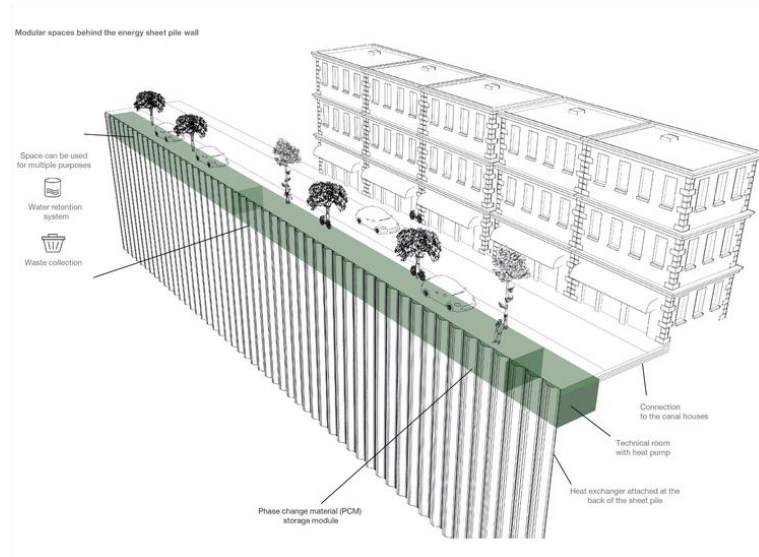 Modular spaces behind the energy sheet pile wall
Space can be used
for multiple purposes
Water retention
system
Waste collection
Connection
to the canal houses
Technical room
with heat pump
Heat exchanger attached at the
back of the sheet pile
Phase change material (PCM)
storage module